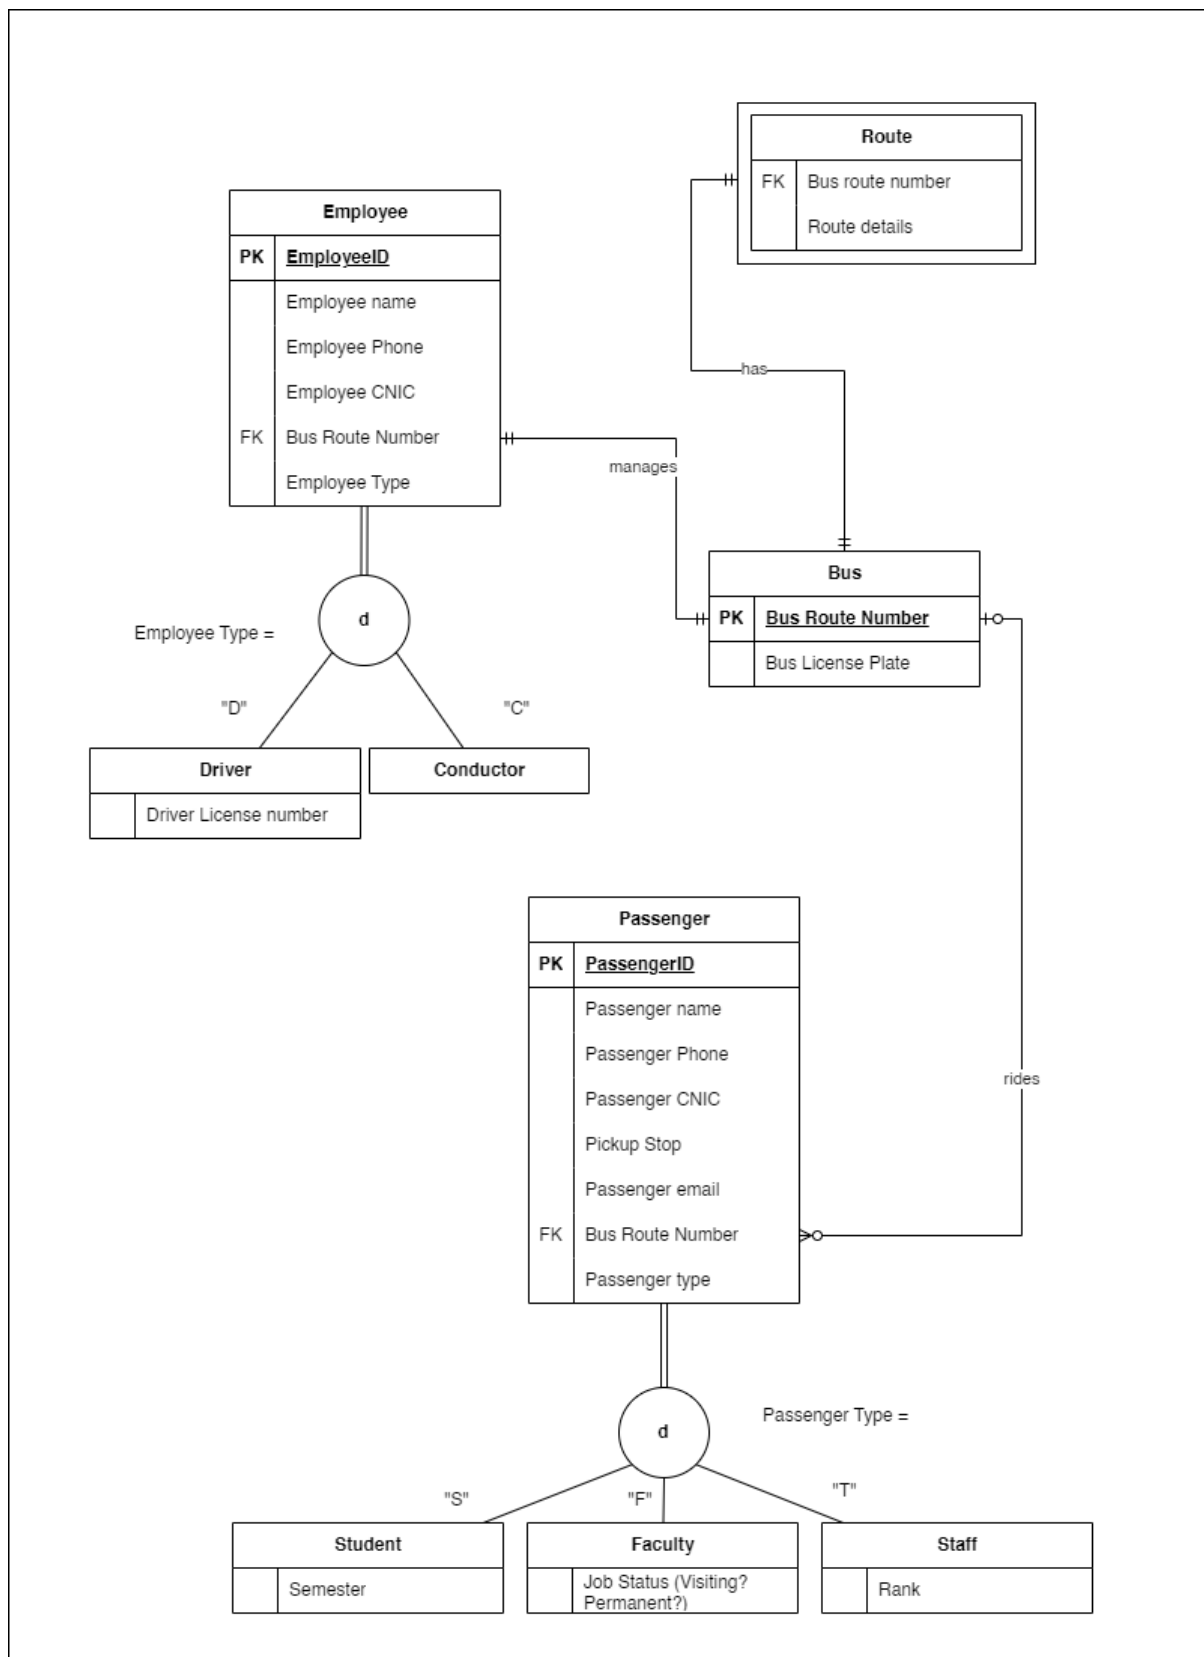 Route
FK Bus route number
Route details
Employee
PK EmployeeID
Employee name
Employee Phone
Employee CNIC
FK Bus Route Number
Employee Type
has
manages
Bus
PK Bus Route Number
Bus License Plate
d
Employee Type =
"D"
"C"
Driver
Driver License number
Conductor
Passenger
PK PassengerID
Passenger name
Passenger Phone
Passenger CNIC
Pickup Stop
Passenger email
FK Bus Route Number
Passenger type
rides
d
Passenger Type =
"S"
"F"
"T"
Student
Semester
Faculty
Job Status (Visiting?
Permanent?)
Staff
Rank